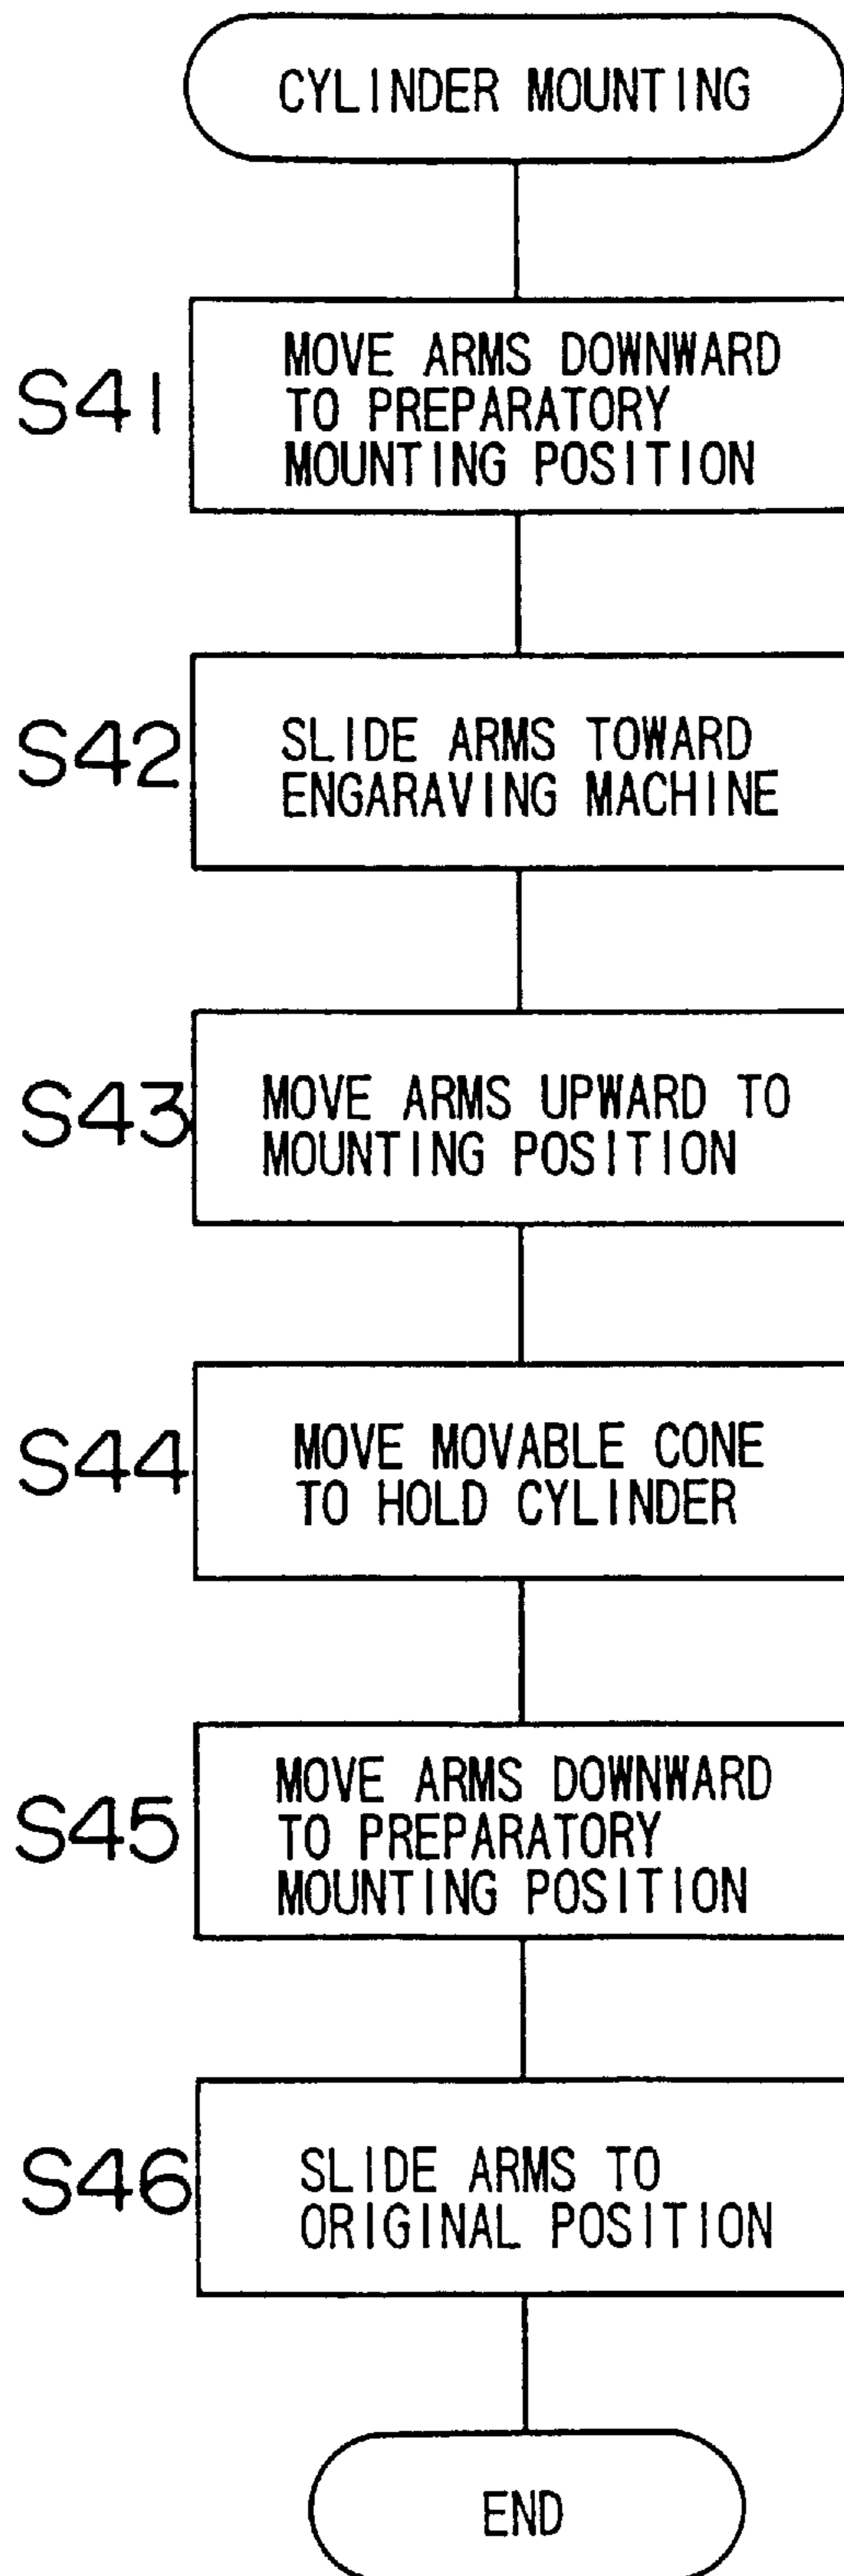 CYLINDER MOUNTING
S41
MOVE ARMS DOWNWARD
TO PREPARATORY
MOUNTING POSITION
S42
SLIDE ARMS TOWARD
ENGARAVING MACHINE
S43
MOVE ARMS UPWARD TO
MOUNTING POSITION
S44
MOVE MOVABLE CONE
TO HOLD CYLINDER
S45
MOVE ARMS DOWNWARD
TO PREPARATORY
MOUNTING POSITION
S46
SLIDE ARMS TO
ORIGINAL POSITION
END